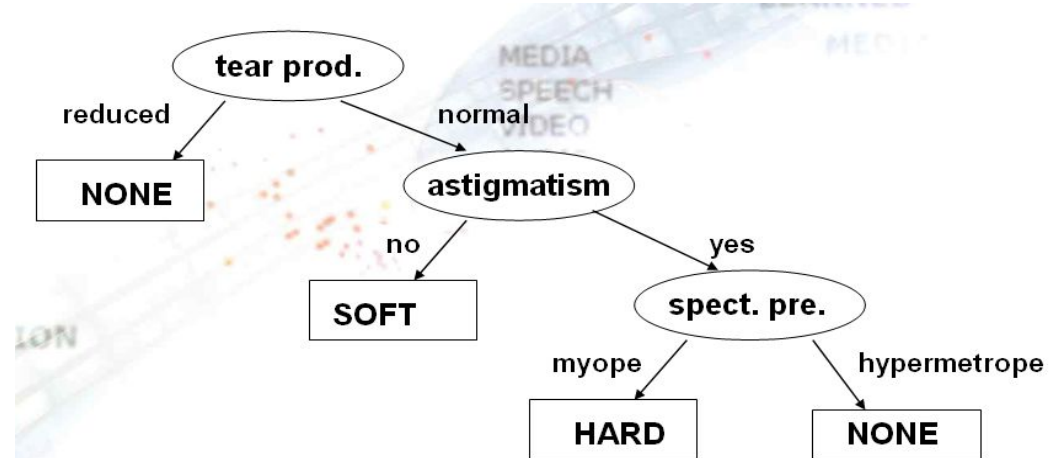 tear prod.
MEDIA
SPEECH
VIDEO
reduced
normal
NONE
astigmatism
no
yes
SOFT
spect. pre.
myope
hypermetrope
HARD
NONE